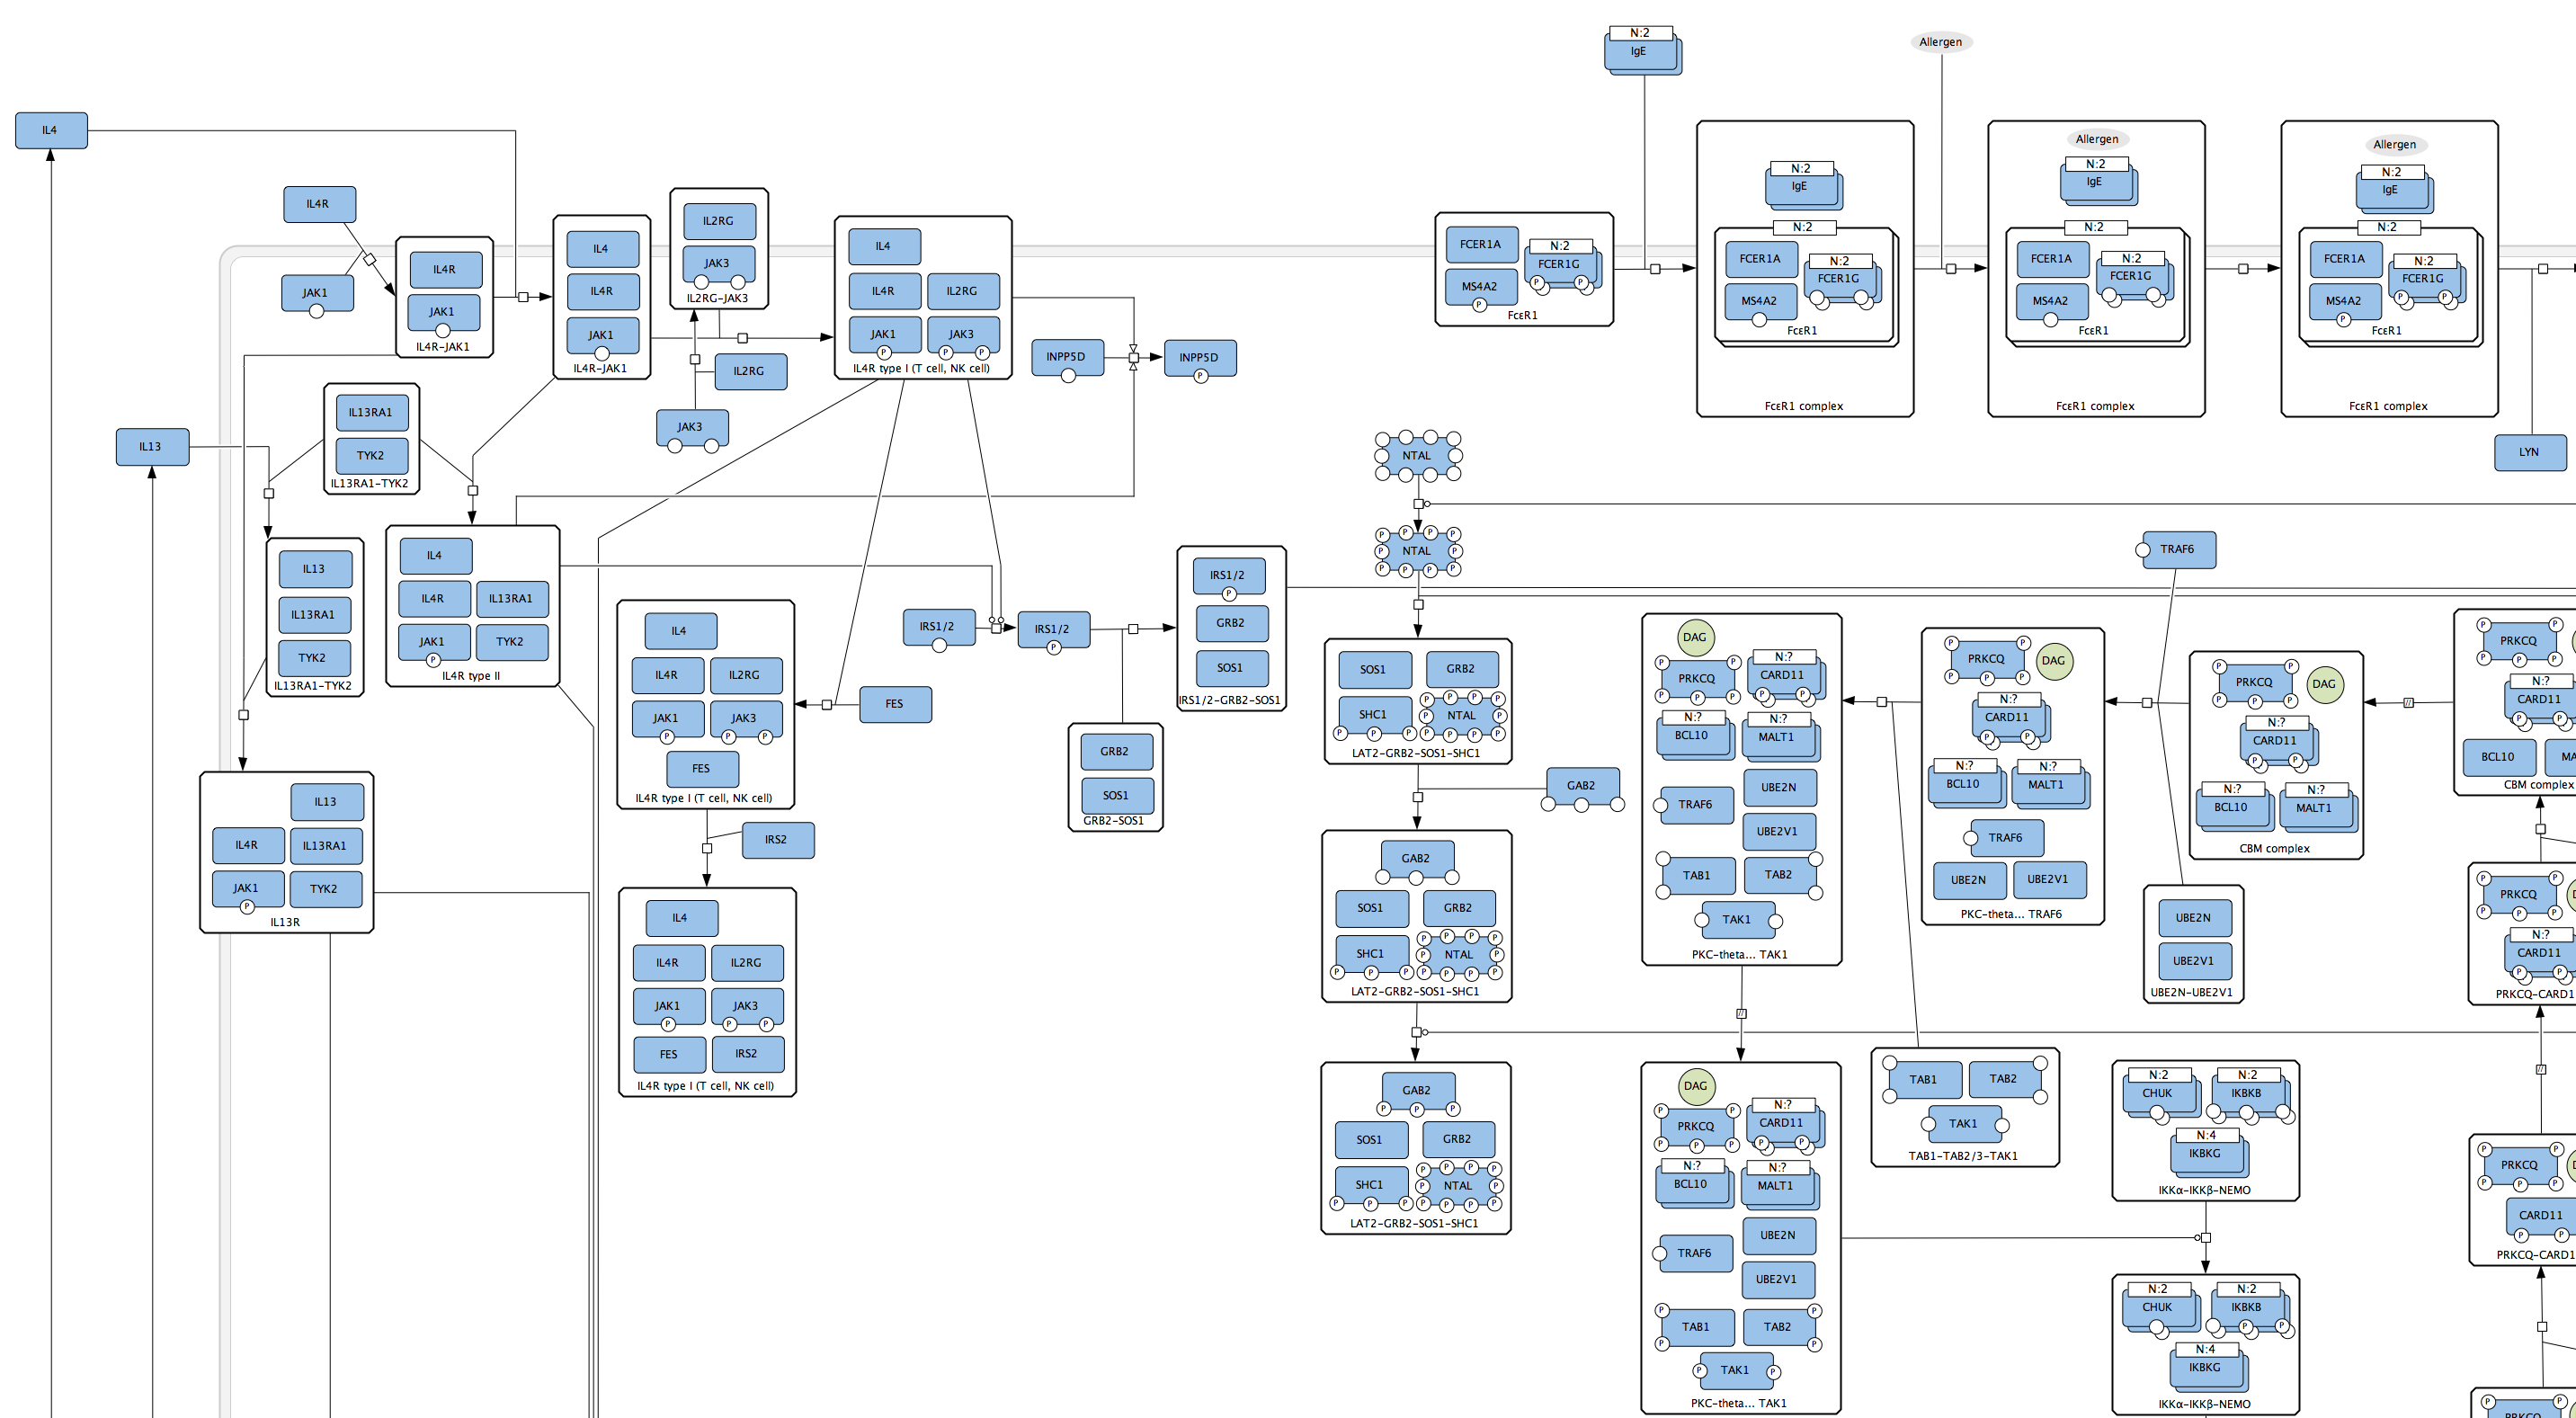 N:2
IgE
Allergen
IL4
Allergen
N:2
IgE
Allergen
N:2
IgE
N:2
IgE
IL4R
IL2RG
JAK3
IL2RG-JAK3
IL4
IL4R
JAK1
IL4R-JAK1
IL4
IL4R
IL2RG
JAK1
P
JAK3
P
P
IL4R type I (T cell, NK cell)
JAK1
IL4R
JAK1
IL4R-JAK1
FCER1A
N:2
FCER1G
P
P
MS4A2
P
FcεR1
N:2
FCER1A
N:2
FCER1G
MS4A2
FcεR1
FcεR1 complex
N:2
FCER1A
N:2
FCER1G
MS4A2
FcεR1
FcεR1 complex
N:2
FCER1A
N:2
FCER1G
P
P
MS4A2
P
FcεR1
FcεR1 complex
INPP5D
INPP5D
P
IL2RG
JAK3
IL13RA1
TYK2
IL13RA1-TYK2
IL13
LYN
NTAL
P P P P
P NTAL P
P P P P
TRAF6
IL13
IL13RA1
TYK2
IL13RA1-TYK2
IL4
IL4R
IL13RA1
JAK1
P
TYK2
IL4R type II
IL4
IL4R
IL2RG
JAK1
P
JAK3
P
P
FES
IL4R type I (T cell, NK cell)
FES
IRS1/2
IRS1/2
P
IRS1/2
P
GRB2
SOS1
IRS1/2-GRB2-SOS1
GRB2
SOS1
GRB2-SOS1
IRS2
IL4
IL4R
IL2RG
JAK1
P
JAK3
P
P
FES
IRS2
IL4R type I (T cell, NK cell)
IL13
IL4R
IL13RA1
JAK1
P
TYK2
IL13R
SOS1
GRB2
SHC1
P P P
P P P P
P NTAL P
P P P P
LAT2-GRB2-SOS1-SHC1
GAB2
GAB2
SOS1
GRB2
SHC1
P P P
P P P P
P NTAL P
P P P P
LAT2-GRB2-SOS1-SHC1
GAB2
P P P
SOS1
GRB2
SHC1
P P P
P P P P
P NTAL P
P P P P
LAT2-GRB2-SOS1-SHC1
DAG
P P
PRKCQ
P P P
N:?
CARD11
P P
N:?
BCL10
N:?
MALT1
UBE2N
TRAF6
UBE2V1
TAB1
TAB2
TAK1
PKC-theta... TAK1
P P
PRKCQ
P P P
DAG
N:?
CARD11
P P
N:?
BCL10
N:?
MALT1
TRAF6
UBE2N
UBE2V1
PKC-theta... TRAF6
P P
PRKCQ
P P P
DAG
N:?
CARD11
P P
N:?
BCL10
N:?
MALT1
CBM complex
P P
PRKCQ
P P P
N:?
CARD11
P P
BCL10
CBM complex
UBE2N
UBE2V1
UBE2N-UBE2V1
P P
PRKCQ
P P P
N:?
CARD11
P P
PRKCQ-CARD1
DAG
P P
PRKCQ
P P P
N:?
CARD11
P P
N:?
BCL10
N:?
MALT1
UBE2N
TRAF6
UBE2V1
P
TAB1
P
P
TAB2
P
P TAK1 P
PKC-theta... TAK1
TAB1
TAB2
TAK1
TAB1-TAB2/3-TAK1
N:2
CHUK
N:2
IKBKB
N:4
IKBKG
IKKα-IKKβ-NEMO
N:2
CHUK
N:2
IKBKB
P P
N:4
IKBKG
IKKα-IKKβ-NEMO
P P
PRKCQ
P P P
CARD11
P P
PRKCQ-CARD1
P P
PRKCQ